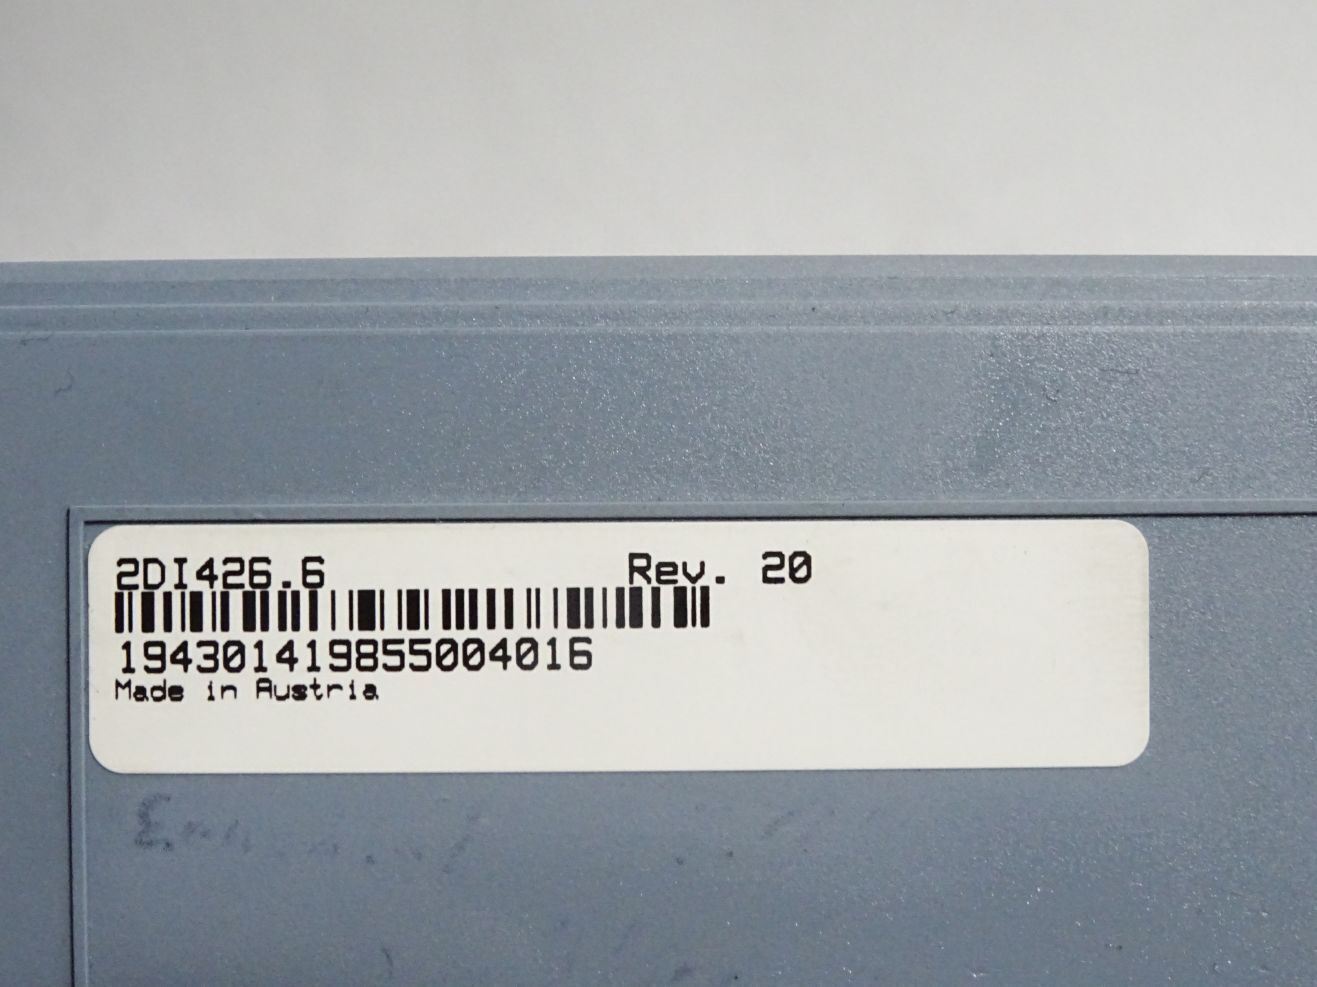 2DI426.6 Rev. 20
194301419855004016
Made in Austria